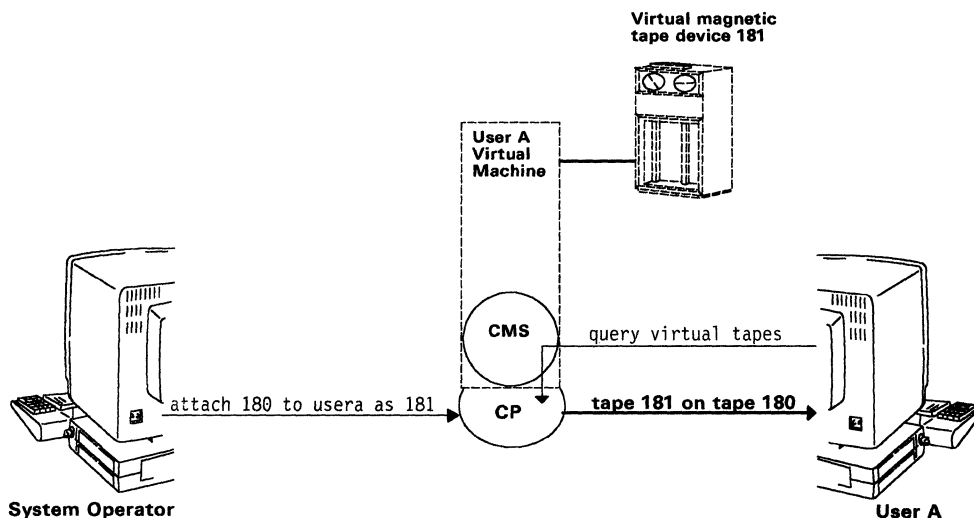 Virtual magnetic
tape device 181
User A
Virtual
Machine
CMS
query virtual tapes
attach 180 to usera as 181
CP
tape 181 on tape 180
System Operator
User A